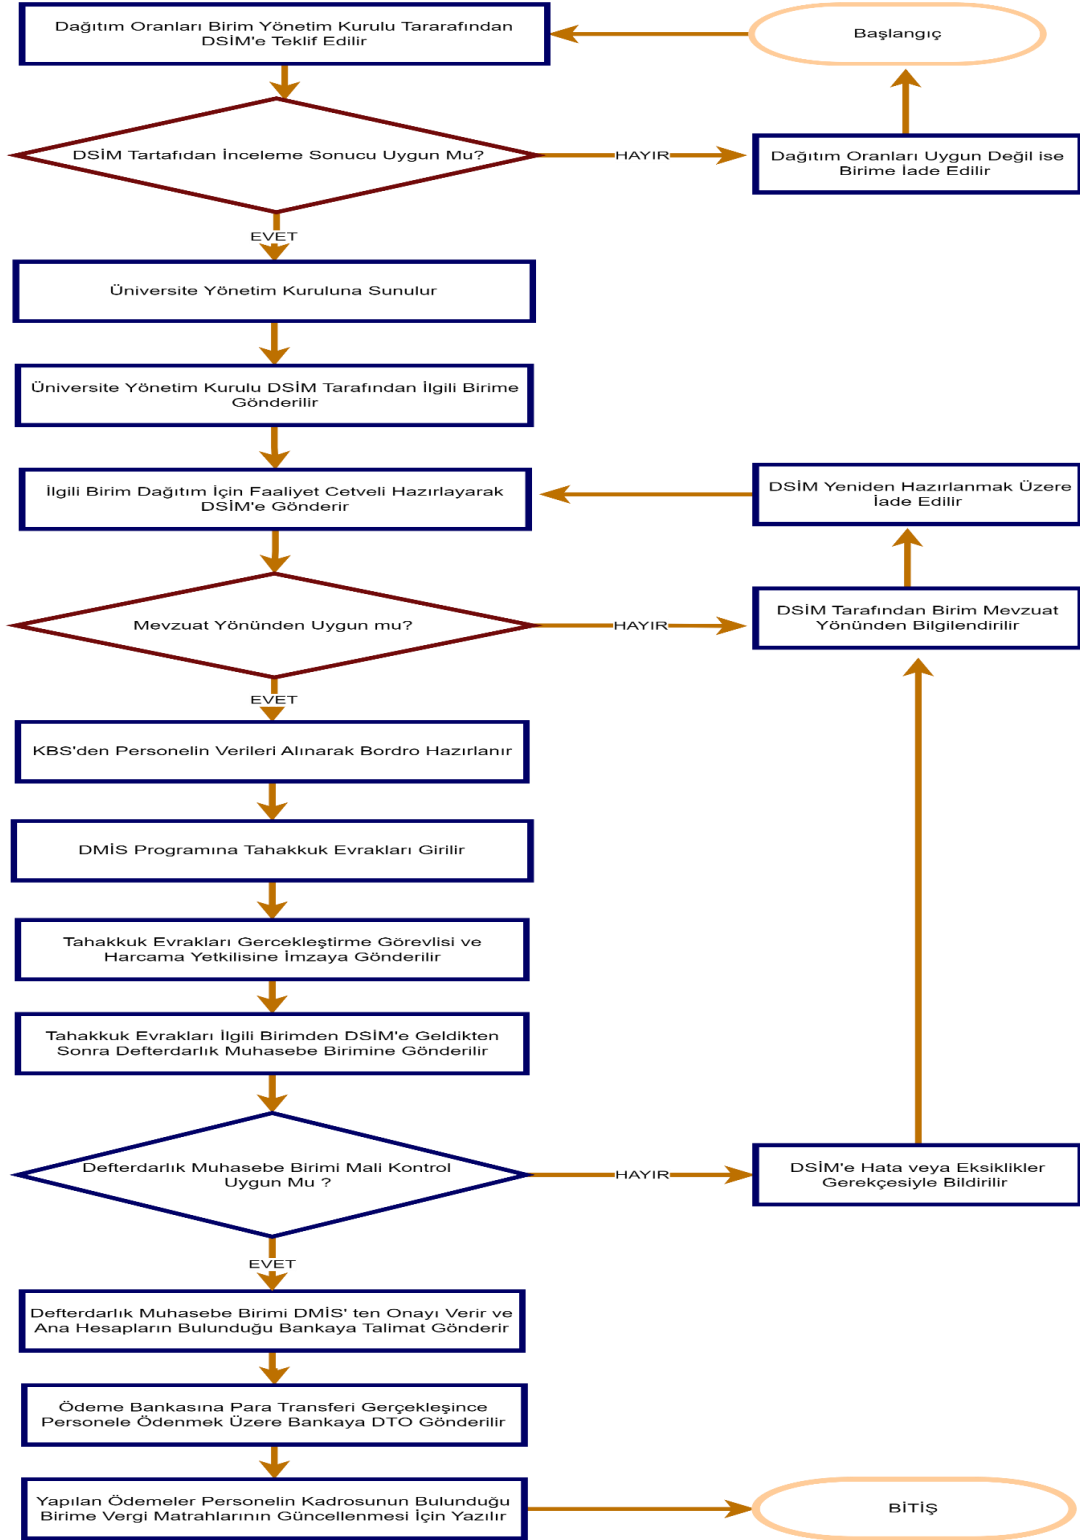 Başlangıç
Dağıtım Oranları Birim Yönetim Kurulu Tararafından
DSİM'e Teklif Edilir
DSİM Tartafıdan İnceleme Sonucu Uygun Mu?
HAYIR
Dağıtım Oranları Uygun Değil ise
Birime İade Edilir
EVET
Üniversite Yönetim Kuruluna Sunulur
Üniversite Yönetim Kurulu DSİM Tarafından İlgili Birime
Gönderilir
İlgili Birim Dağıtım İçin Faaliyet Cetveli Hazırlayarak
DSİM'e Gönderir
DSİM Yeniden Hazırlanmak Üzere
İade Edilir
Mevzuat Yönünden Uygun mu?
HAYIR
DSİM Tarafından Birim Mevzuat
Yönünden Bilgilendirilir
EVET
KBS'den Personelin Verileri Alınarak Bordro Hazırlanır
DMİS Programına Tahakkuk Evrakları Girilir
Tahakkuk Evrakları Gercekleştirme Görevlisi ve
Harcama Yetkilisine İmzaya Gönderilir
Tahakkuk Evrakları İlgili Birimden DSİM'e Geldikten
Sonra Defterdarlık Muhasebe Birimine Gönderilir
Defterdarlık Muhasebe Birimi Mali Kontrol
Uygun Mu ?
HAYIR
DSİM'e Hata veya Eksiklikler
Gerekçesiyle Bildirilir
EVET
Defterdarlık Muhasebe Birimi DMİS' ten Onayı Verir ve
Ana Hesapların Bulunduğu Bankaya Talimat Gönderir
Ödeme Bankasına Para Transferi Gerçekleşince
Personele Ödenmek Üzere Bankaya DTO Gönderilir
Yapılan Ödemeler Personelin Kadrosunun Bulunduğu
Birime Vergi Matrahlarının Güncellenmesi İçin Yazılır
BİTİŞ